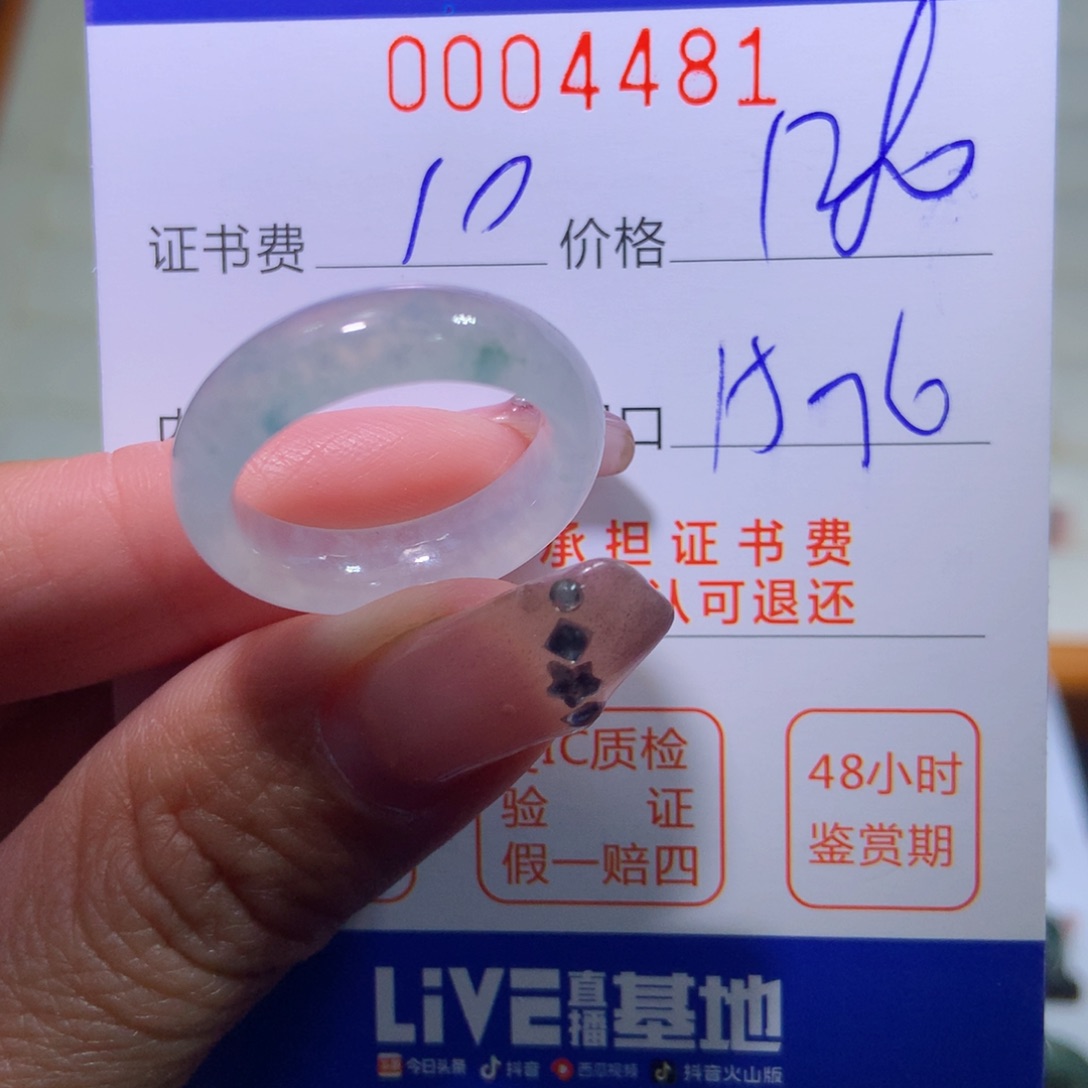 0004481
证书费 10 价格
口
承担证书费
认可退还
IC质检
验 证
假一赔四
48小时
鉴赏期
LiVE直播基地
今日头条 抖音 西瓜视频 抖音火山版